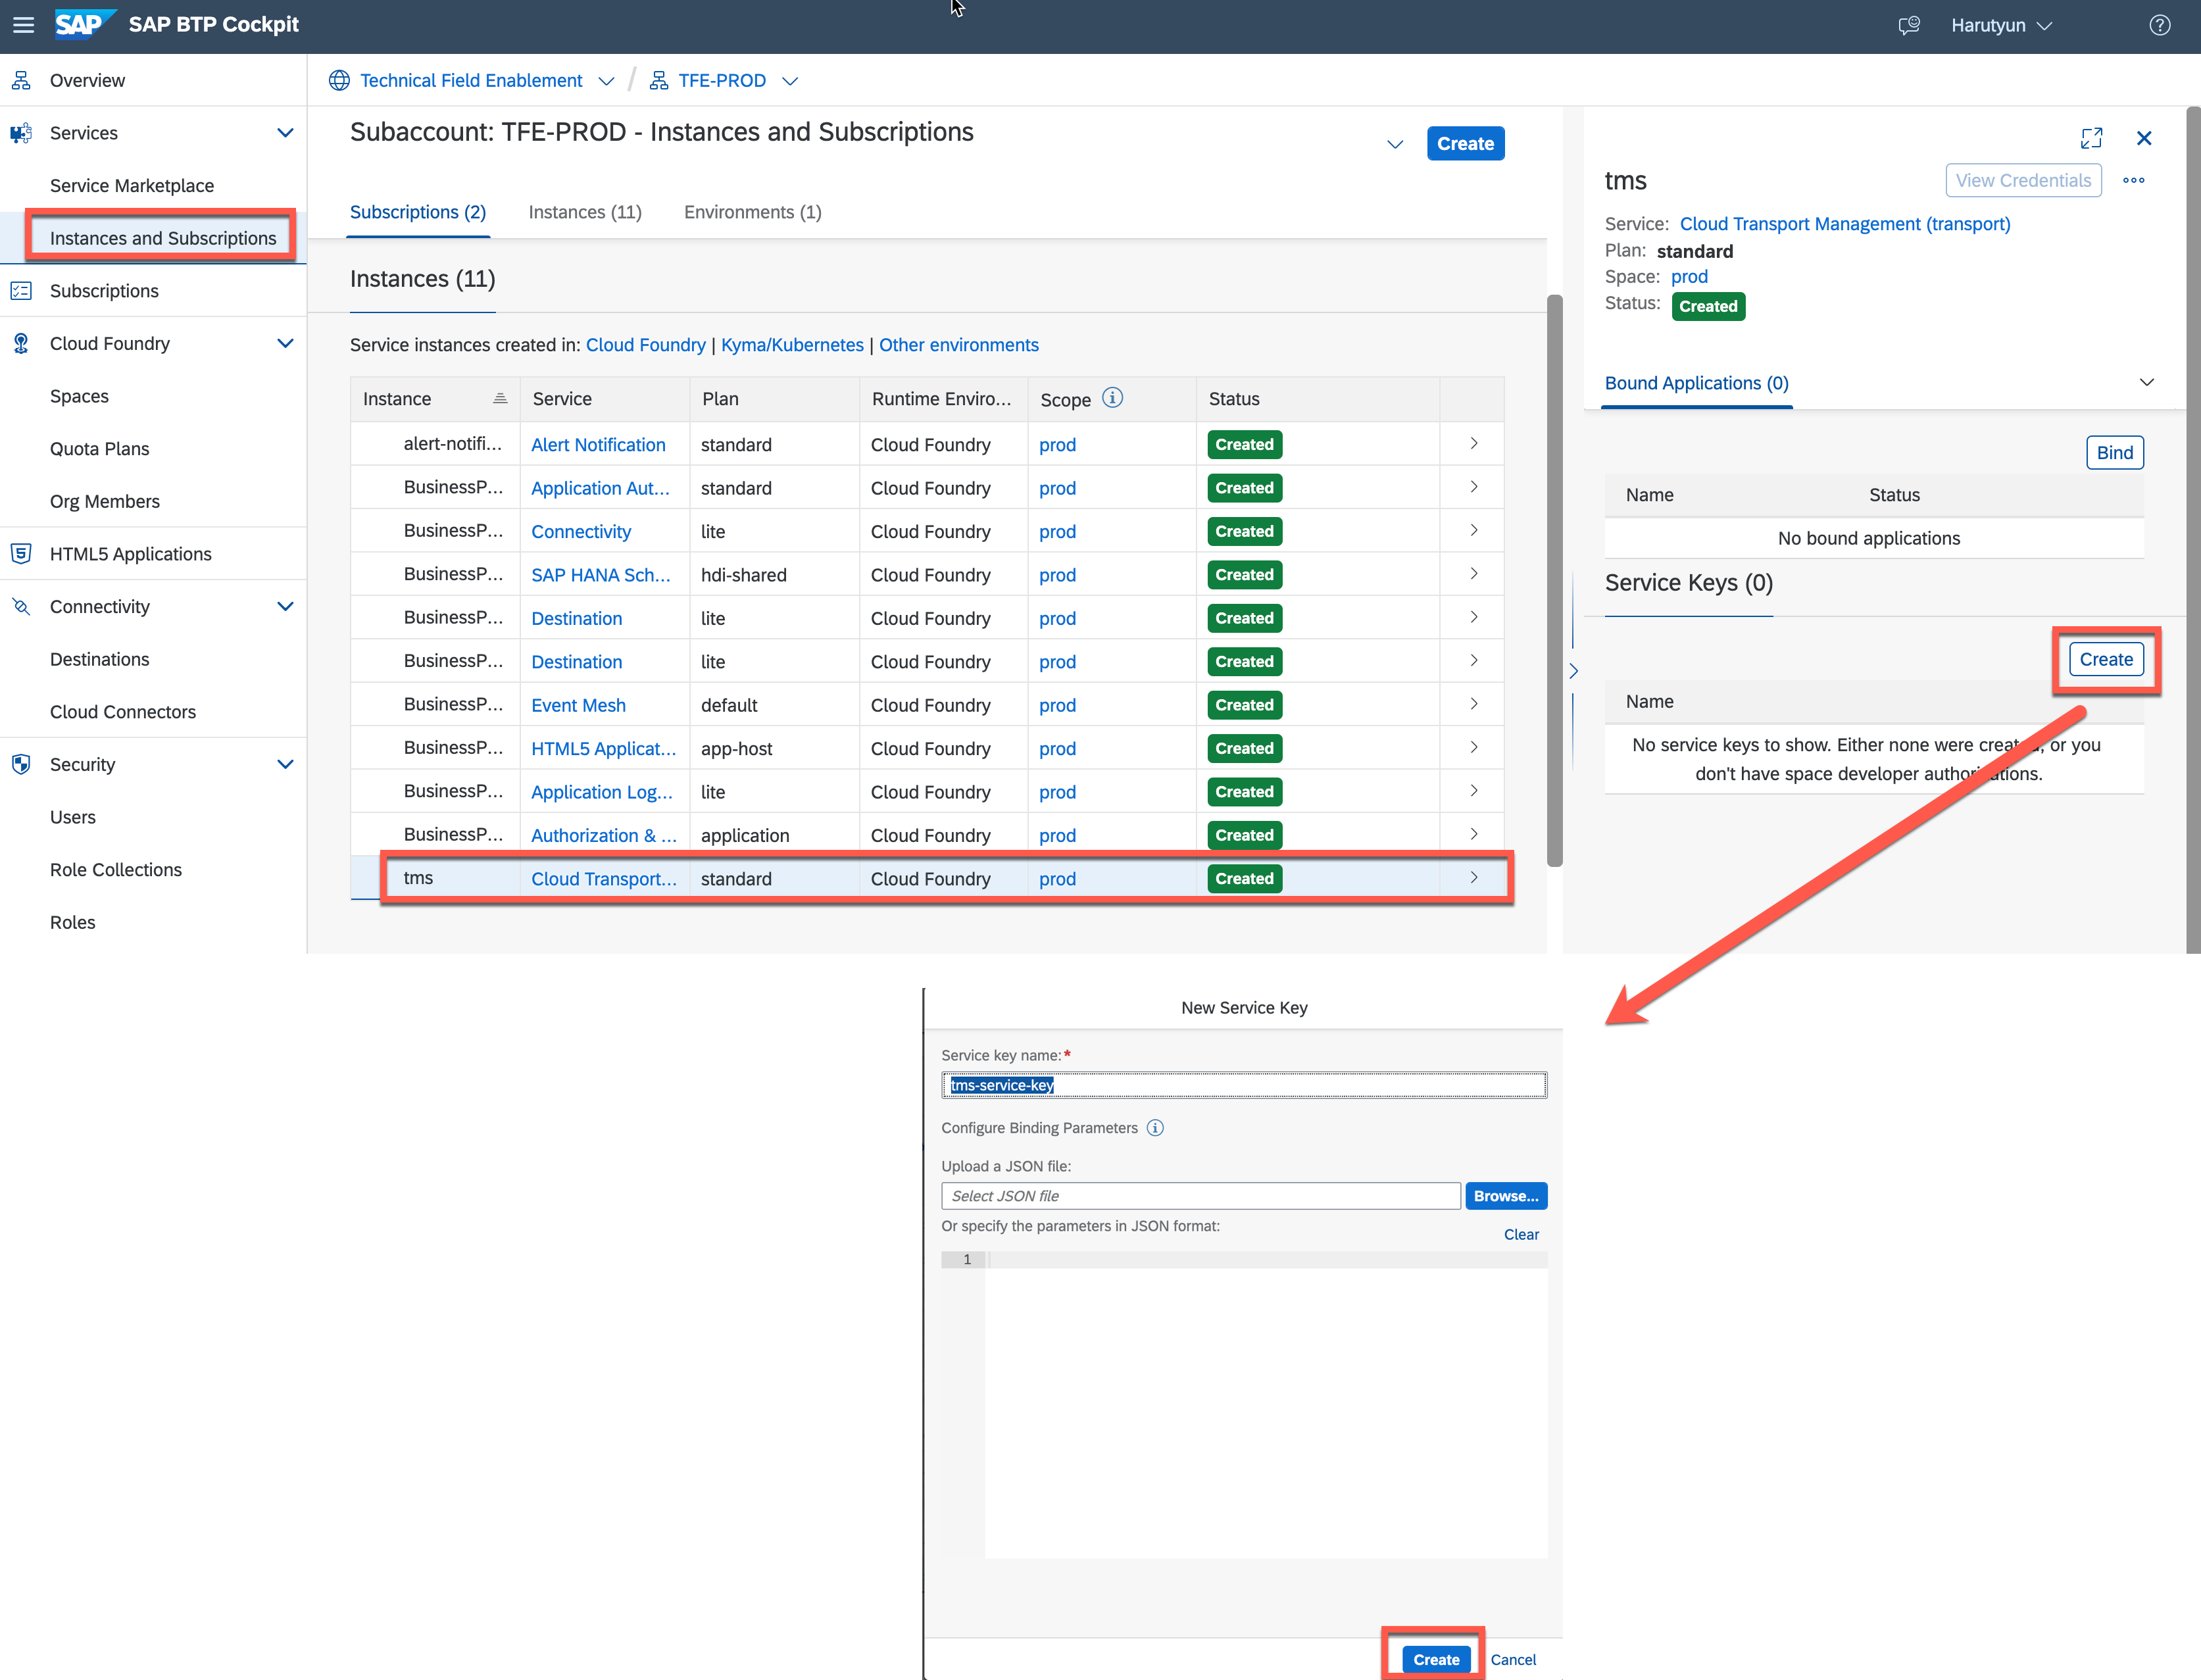 SAP SAP BTP Cockpit
Harutyun
Overview
Services
Service Marketplace
Instances and Subscriptions
Subscriptions
Cloud Foundry
Spaces
Quota Plans
Org Members
HTML5 Applications
Connectivity
Destinations
Cloud Connectors
Security
Users
Role Collections
Roles
Technical Field Enablement / TFE-PROD
Subaccount: TFE-PROD - Instances and Subscriptions
Create
Subscriptions (2) Instances (11) Environments (1)
Instances (11)
Service instances created in: Cloud Foundry | Kyma/Kubernetes | Other environments
Instance Service Plan Runtime Enviro... Scope Status
alert-notifi... Alert Notification standard Cloud Foundry prod Created
BusinessP... Application Aut... standard Cloud Foundry prod Created
BusinessP... Connectivity lite Cloud Foundry prod Created
BusinessP... SAP HANA Sch... hdi-shared Cloud Foundry prod Created
BusinessP... Destination lite Cloud Foundry prod Created
BusinessP... Destination lite Cloud Foundry prod Created
BusinessP... Event Mesh default Cloud Foundry prod Created
BusinessP... HTML5 Applicat... app-host Cloud Foundry prod Created
BusinessP... Application Log... lite Cloud Foundry prod Created
BusinessP... Authorization & ... application Cloud Foundry prod Created
tms Cloud Transport... standard Cloud Foundry prod Created
tms
View Credentials
Service: Cloud Transport Management (transport)
Plan: standard
Space: prod
Status: Created
Bound Applications (0)
Bind
Name Status
No bound applications
Service Keys (0)
Create
Name
No service keys to show. Either none were created, or you
don't have space developer authorizations.
New Service Key
Service key name:*
tms-service-key
Configure Binding Parameters
Upload a JSON file:
Select JSON file Browse...
Or specify the parameters in JSON format:
Clear
1
Create Cancel